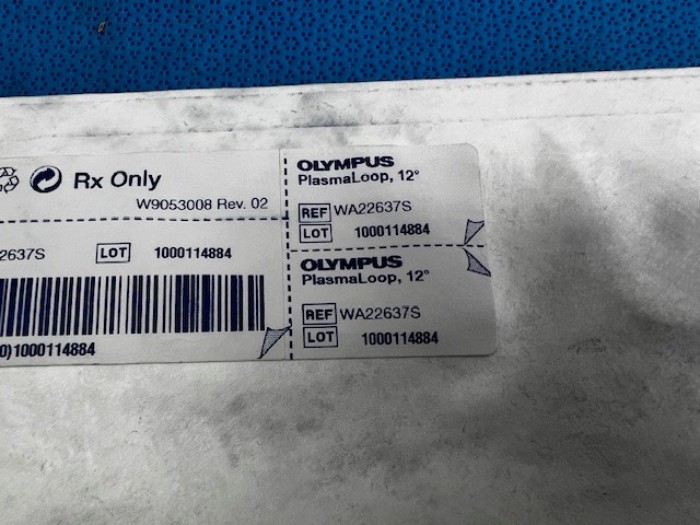 Rx Only
W9053008 Rev. 02
2637S LOT 1000114884
0)1000114884
OLYMPUS
PlasmaLoop, 12°
REF WA22637S
LOT 1000114884
OLYMPUS
PlasmaLoop, 12°
REF WA22637S
LOT 1000114884